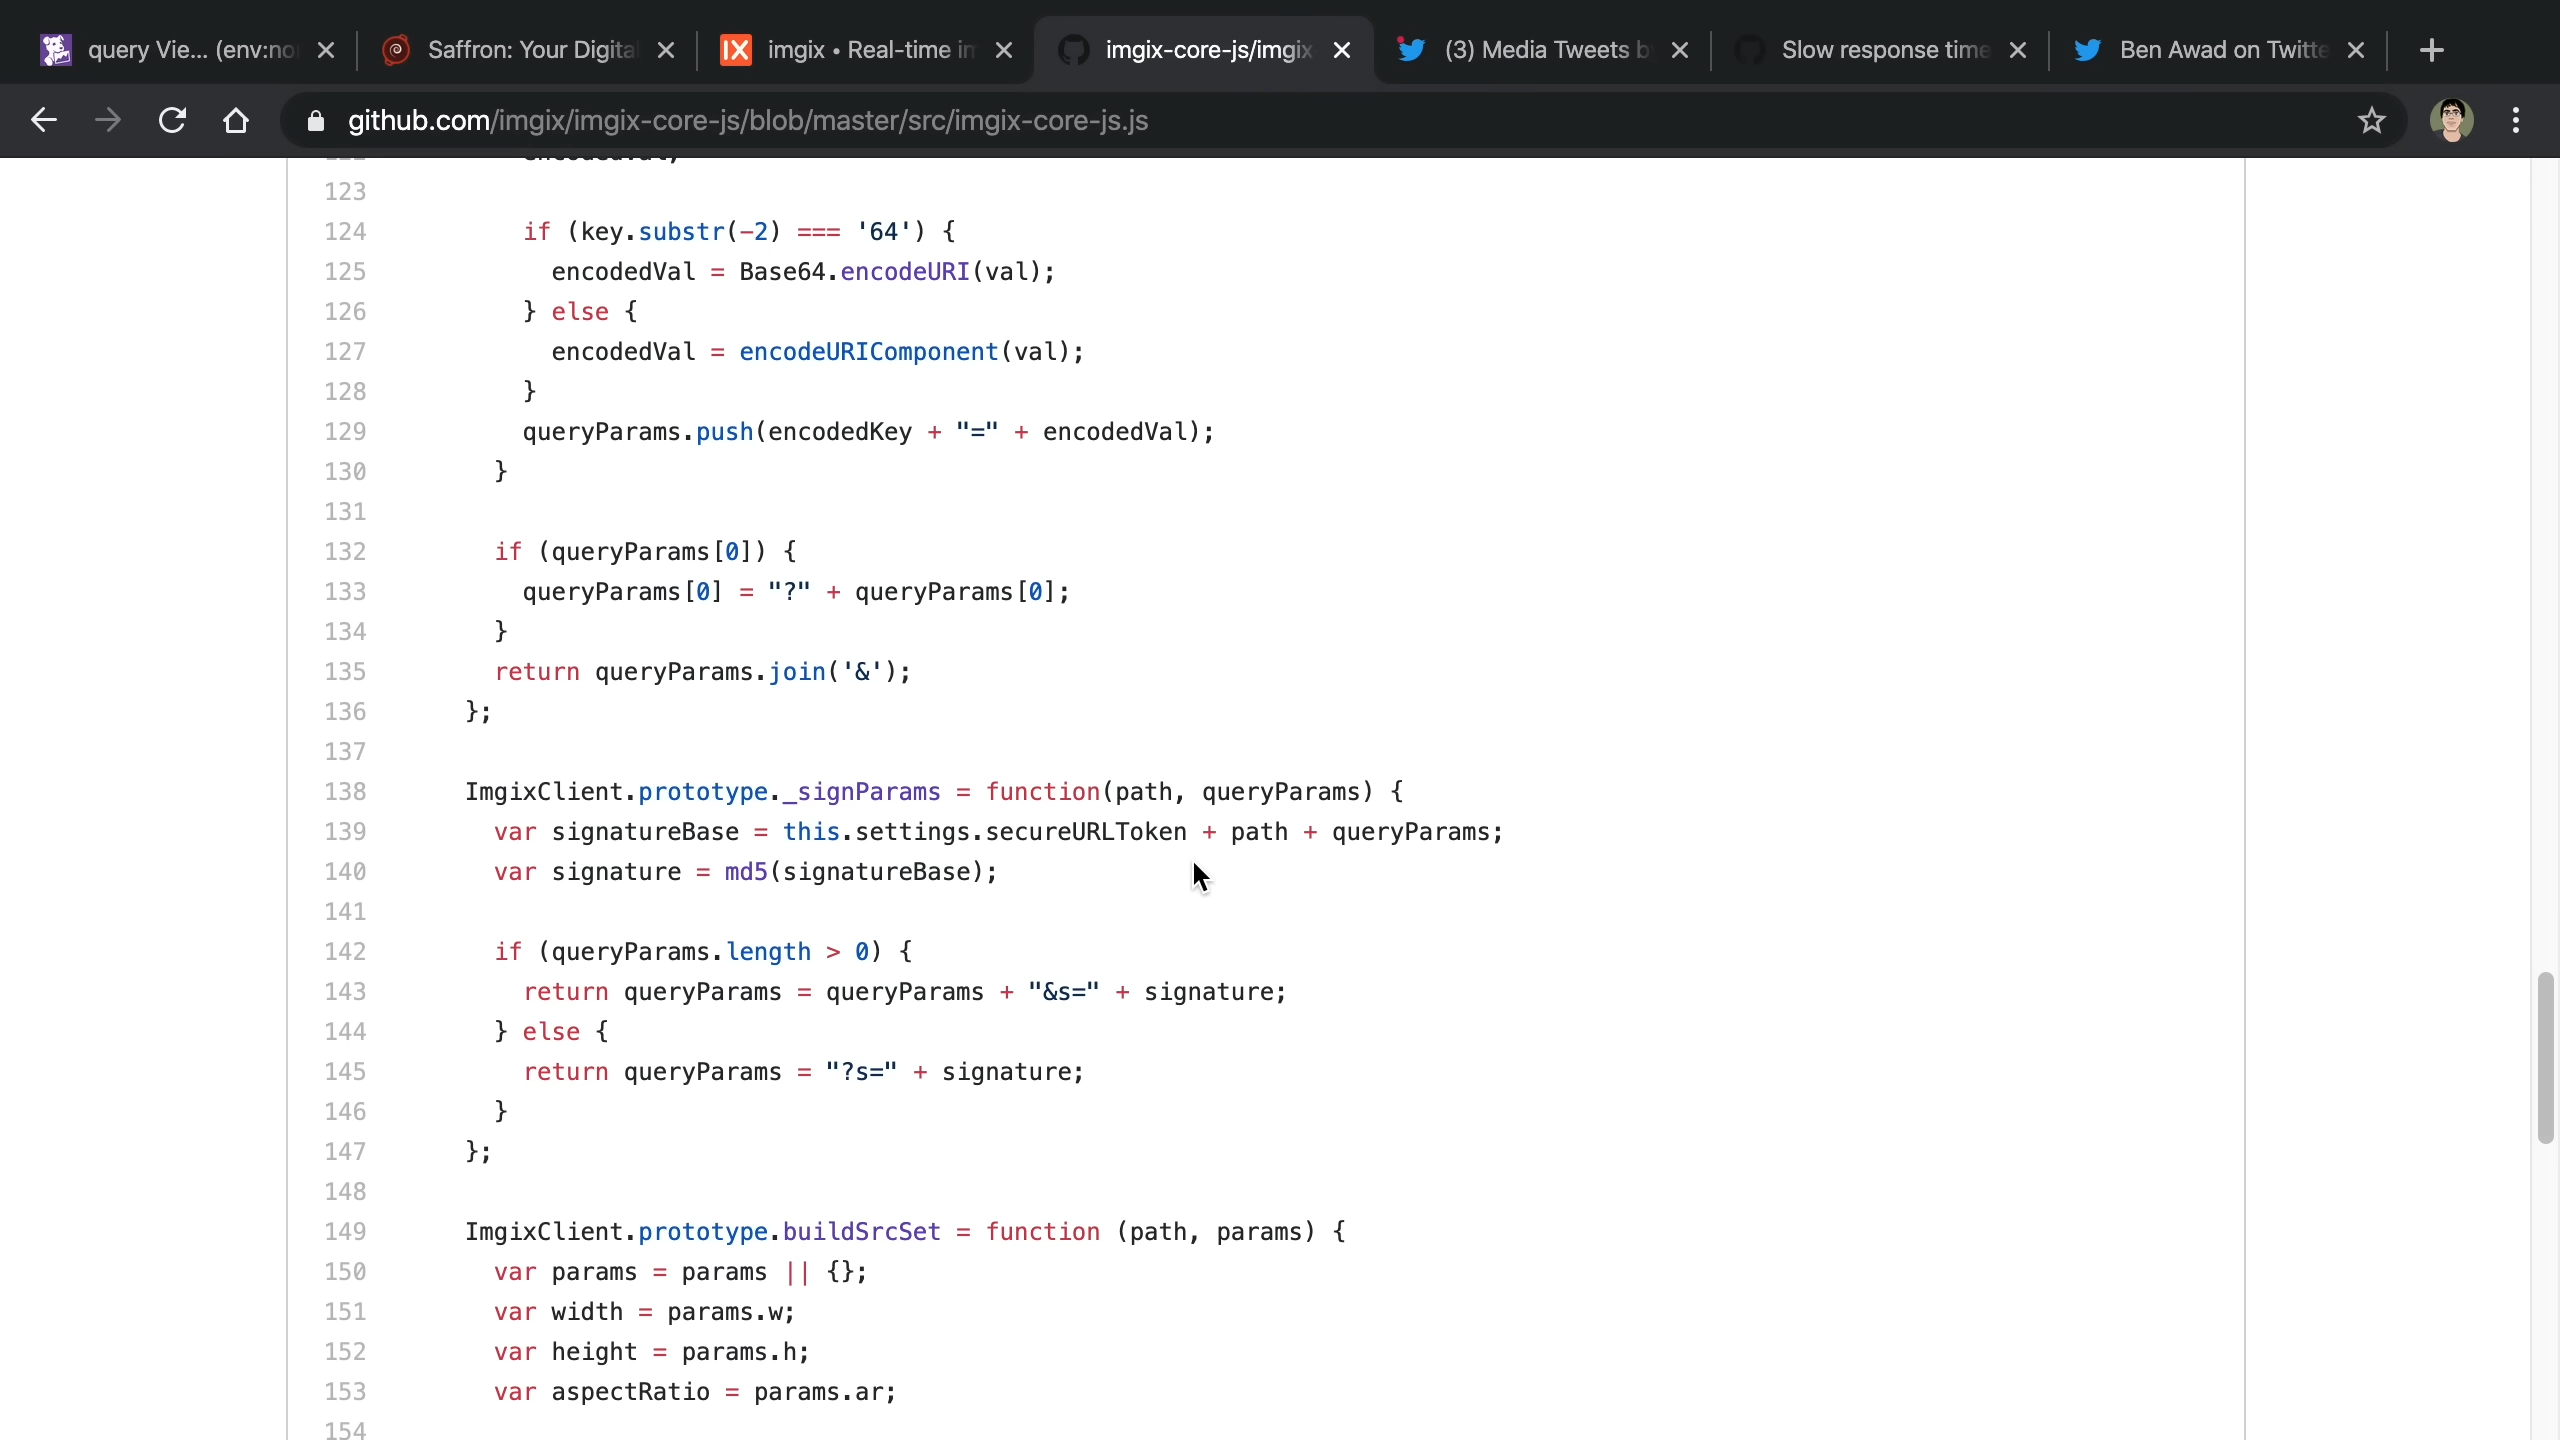 query Vie... (env:no
Saffron: Your Digita
imgix • Real-time im
imgix-core-js/imgix
(3) Media Tweets b
Slow response time
Ben Awad on Twitte
github.com/imgix/imgix-core-js/blob/master/src/imgix-core-js.js
122 encodedVal;
123
124 if (key.substr(-2) === '64') {
125 encodedVal = Base64.encodeURI(val);
126 } else {
127 encodedVal = encodeURIComponent(val);
128 }
129 queryParams.push(encodedKey + "=" + encodedVal);
130 }
131
132 if (queryParams[0]) {
133 queryParams[0] = "?" + queryParams[0];
134 }
135 return queryParams.join('&');
136 };
137
138 ImgixClient.prototype._signParams = function(path, queryParams) {
139 var signatureBase = this.settings.secureURLToken + path + queryParams;
140 var signature = md5(signatureBase);
141
142 if (queryParams.length > 0) {
143 return queryParams = queryParams + "&s=" + signature;
144 } else {
145 return queryParams = "?s=" + signature;
146 }
147 };
148
149 ImgixClient.prototype.buildSrcSet = function (path, params) {
150 var params = params || {};
151 var width = params.w;
152 var height = params.h;
153 var aspectRatio = params.ar;
154